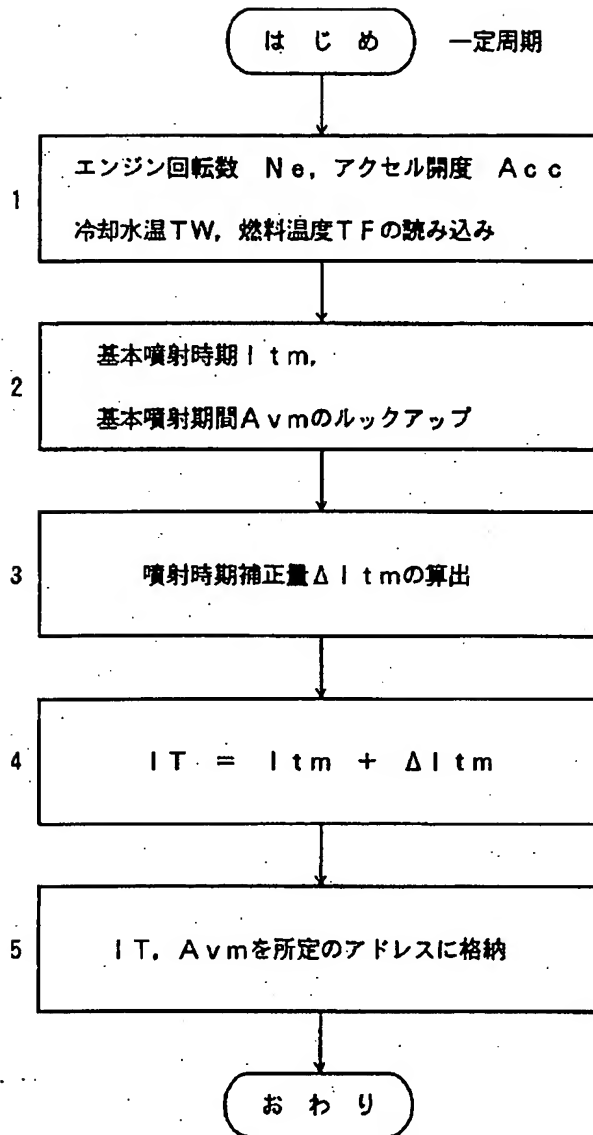 はじめ 一定周期
1
エンジン回転数 Ne, アクセル開度 Acc
冷却水温TW, 燃料温度TFの読み込み
2
基本噴射時期Itm,
基本噴射期間Avmのルックアップ
3
噴射時期補正量ΔItmの算出
4
IT = Itm + ΔItm
5
IT, Avmを所定のアドレスに格納
おわり